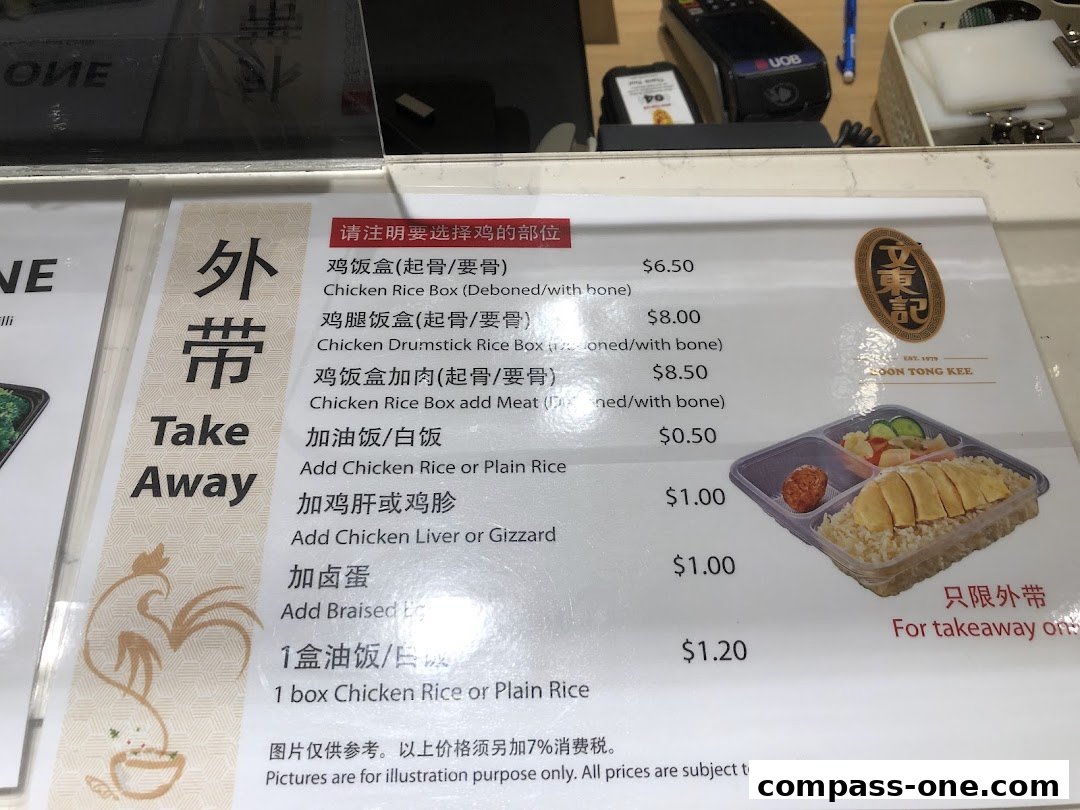 UOB
ONE
NE
外带
Take
Away
请注明要选择鸡的部位
鸡饭盒(起骨/要骨) $6.50
Chicken Rice Box (Deboned/with bone)
鸡腿饭盒(起骨/要骨) $8.00
Chicken Drumstick Rice Box (Deboned/with bone)
鸡饭盒加肉(起骨/要骨) $8.50
Chicken Rice Box add Meat (Deboned/with bone)
加油饭/白饭 $0.50
Add Chicken Rice or Plain Rice
加鸡肝或鸡胗 $1.00
Add Chicken Liver or Gizzard
加卤蛋 $1.00
Add Braised
1盒油饭/白饭 $1.20
1 box Chicken Rice or Plain Rice
图片仅供参考。以上价格须另加7%消费税。
Pictures are for illustration purpose only. All prices are subject
文東記
EST. 1979
BOON TONG KEE
只限外带
For takeaway
compass-one.com